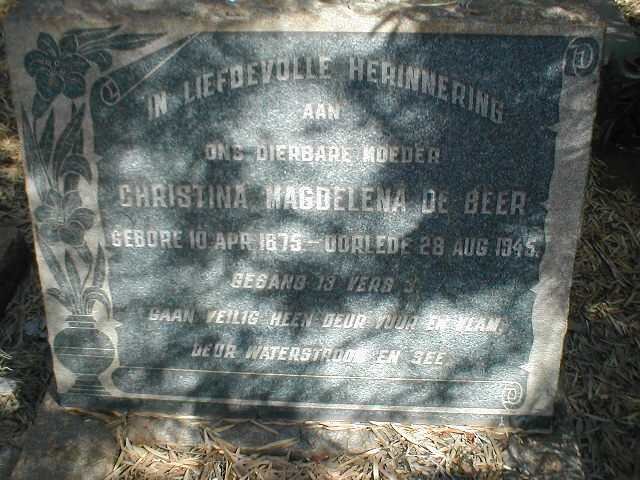 IN LIEFDEVOLLE HERINNERING
AAN
ONS DIERBARE MOEDER
CHRISTINA MAGDELENA DE BEER
GEBORE 10 APR 1875 – OORLEDE 28 AUG 1945.
GESANG 13 VERS 3.
GAAN VEILIG HEEN DEUR VUUR EN VLAM,
DEUR WATERSTROOM EN SEE.